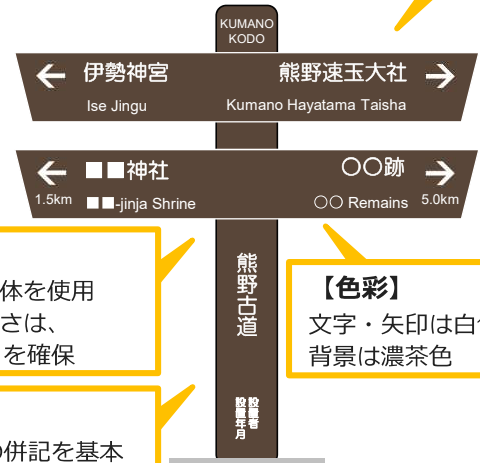 KUMANO
KODO
← 伊勢神宮 熊野速玉大社 →
Ise Jingu Kumano Hayatama Taisha
← ■■神社 〇〇跡 →
1.5km ■■-jinja Shrine 〇〇 Remains 5.0km
熊野古道
設置者
設置年月
体を使用
さは、
を確保
【色彩】
文字・矢印は白
背景は濃茶色
併記を基本